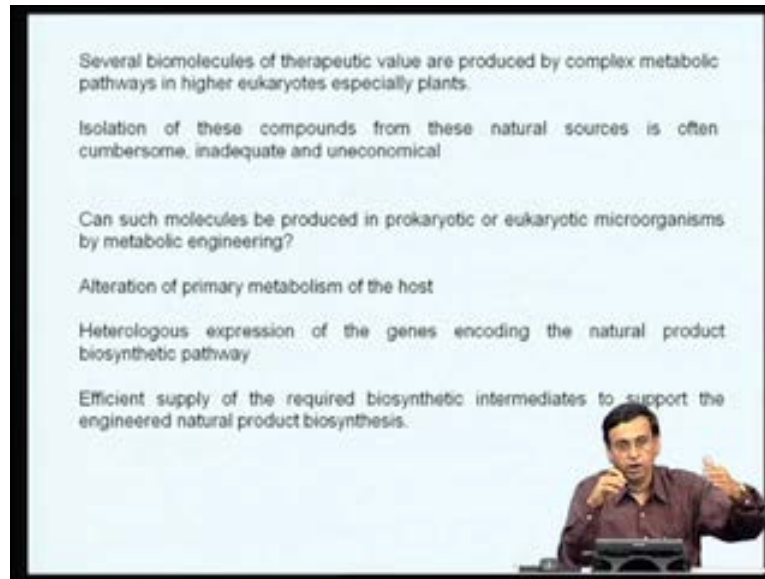 Several biomolecules of therapeutic value are produced by complex metabolic
pathways in higher eukaryotes especially plants.
Isolation of these compounds from these natural sources is often
cumbersome, inadequate and uneconomical
Can such molecules be produced in prokaryotic or eukaryotic microorganisms
by metabolic engineering?
Alteration of primary metabolism of the host
Heterologous expression of the genes encoding the natural product
biosynthetic pathway
Efficient supply of the required biosynthetic intermediates to support the
engineered natural product biosynthesis.